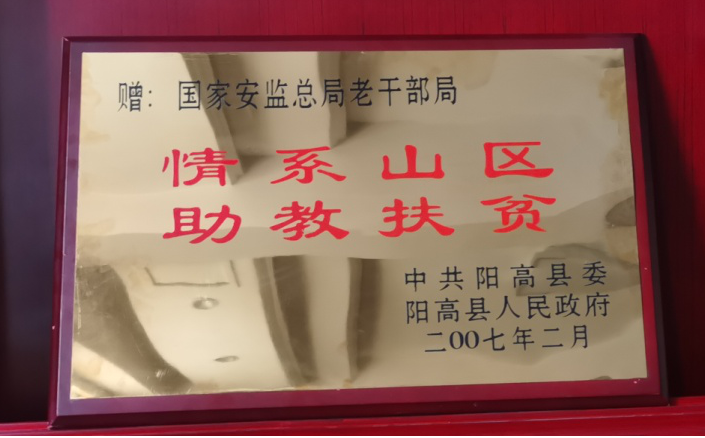 赠：国家安监总局老干部局
情系山区
助教扶贫
中共阳高县委
阳高县人民政府
二00七年二月